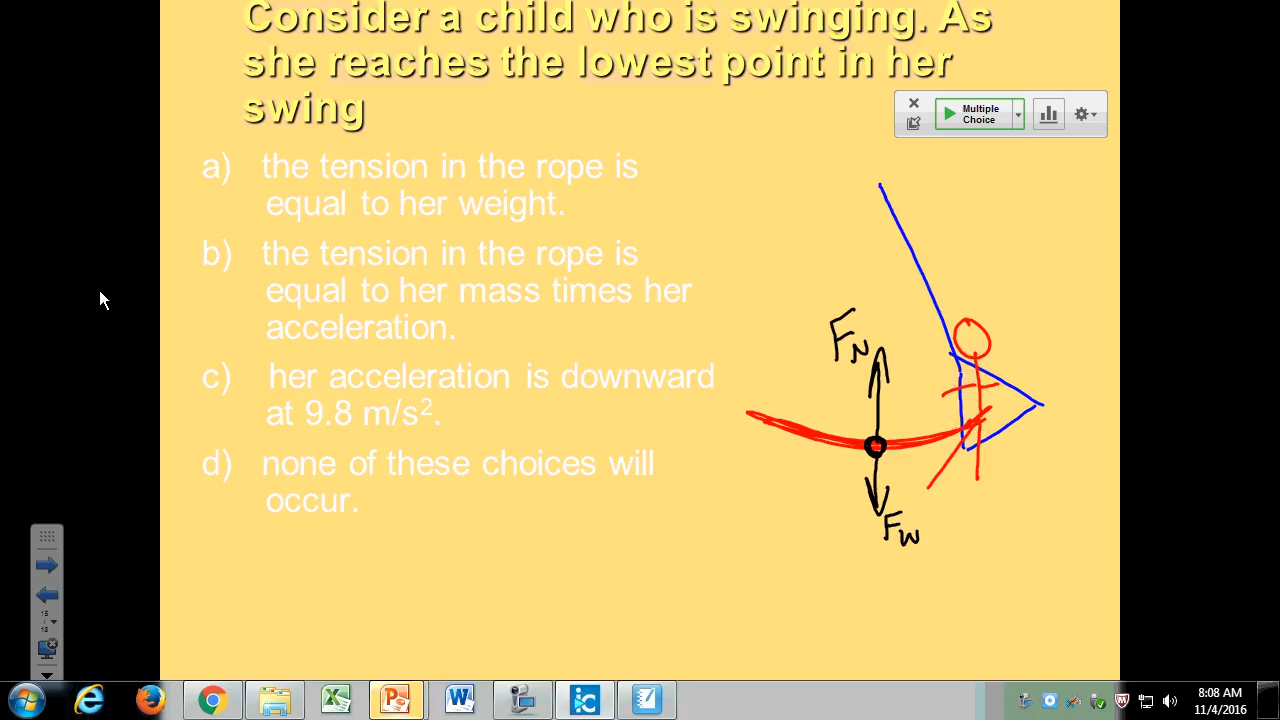 Consider a child who is swinging. As
she reaches the lowest point in her
swing
Multiple
Choice
a) the tension in the rope is
equal to her weight.
b) the tension in the rope is
equal to her mass times her
acceleration.
c) her acceleration is downward
at 9.8 m/s².
d) none of these choices will
occur.
FN
FW
15
/
18
8:08 AM
11/4/2016